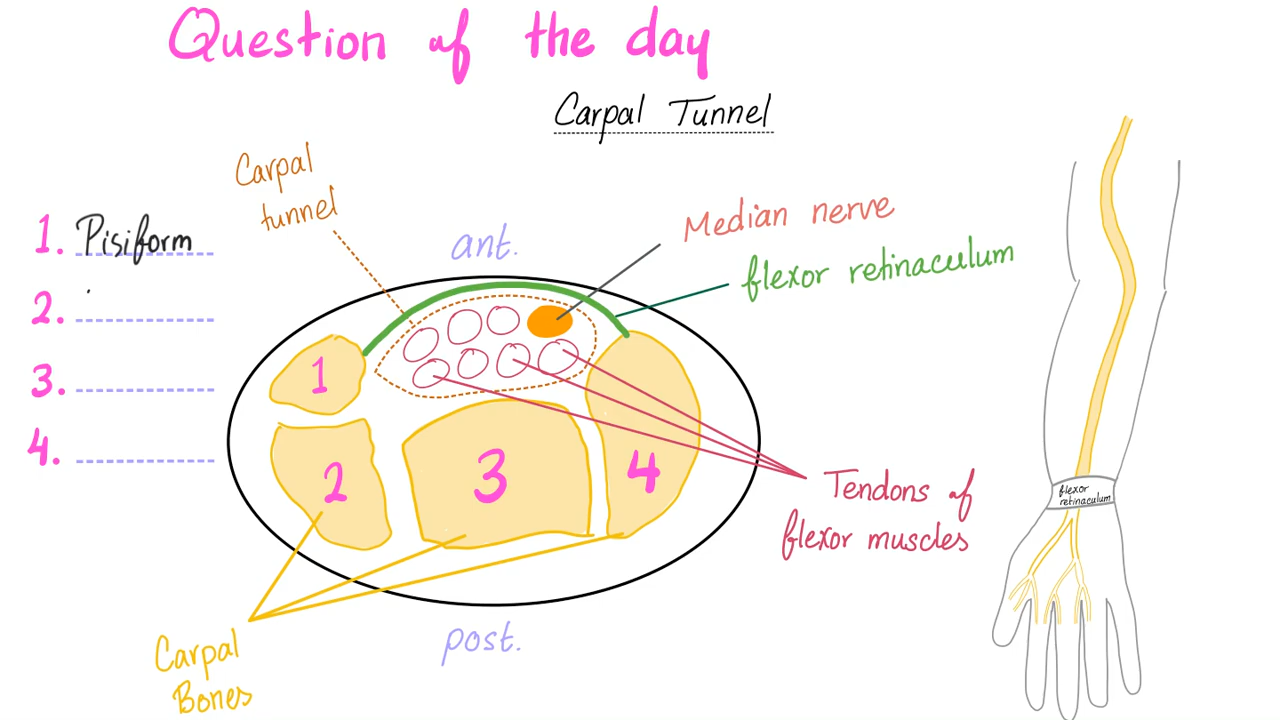 Question of the day
Carpal Tunnel
Carpal
tunnel
ant.
Median nerve
flexor retinaculum
1. Pisiform
2.
3.
4.
1
2
3
4
Tendons of
flexor muscles
Carpal
Bones
post.
flexor
retinaculum